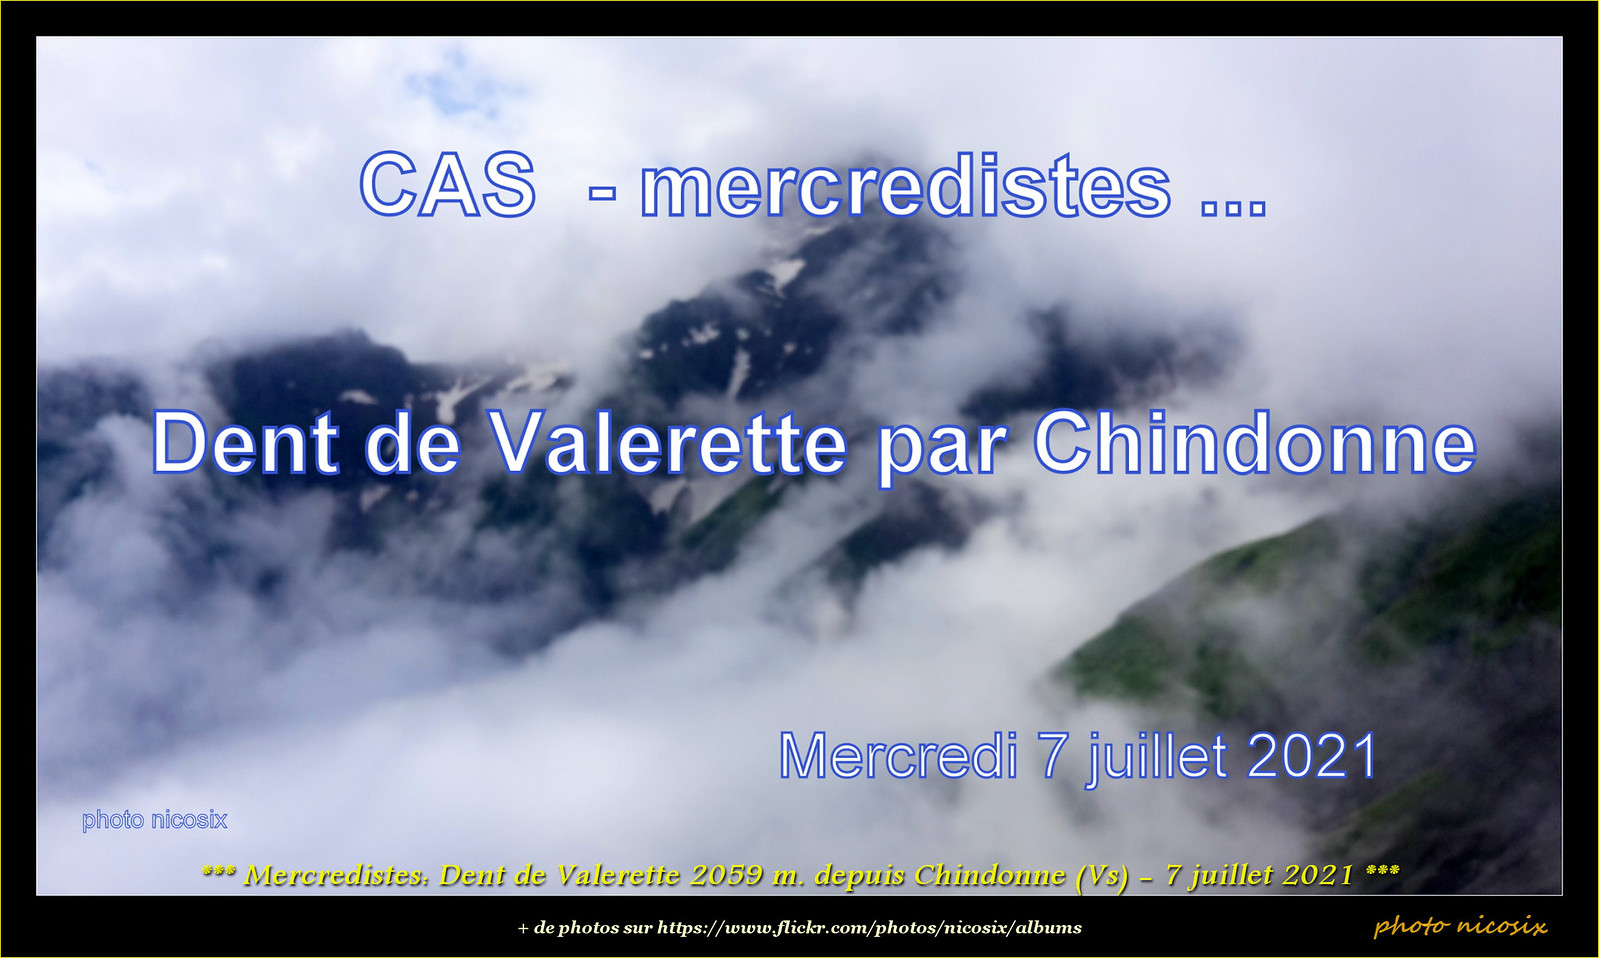 CAS - mercredistes ...
Dent de Valerette par Chindonne
Mercredi 7 juillet 2021
photo nicosix
*** Mercredistes: Dent de Valerette 2059 m. depuis Chindonne (Vs) - 7 juillet 2021 ***
+ de photos sur https://www.flickr.com/photos/nicosix/albums
photo nicosix